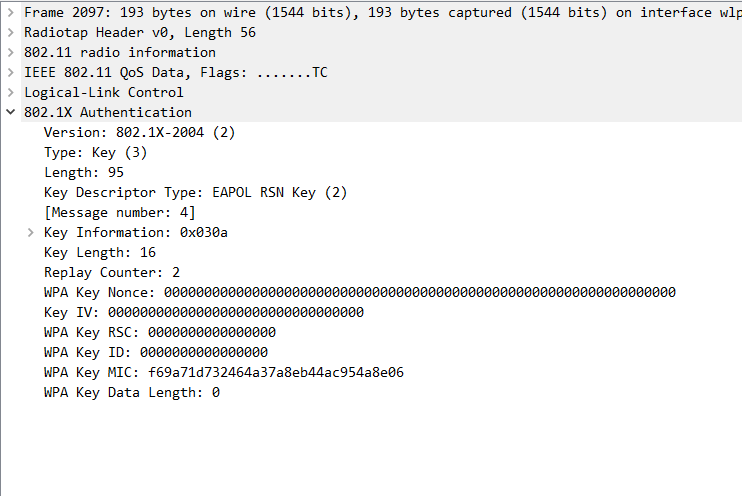 Frame 2097: 193 bytes on wire (1544 bits), 193 bytes captured (1544 bits) on interface wlp
Radiotap Header v0, Length 56
802.11 radio information
IEEE 802.11 QoS Data, Flags: .......TC
Logical-Link Control
802.1X Authentication
Version: 802.1X-2004 (2)
Type: Key (3)
Length: 95
Key Descriptor Type: EAPOL RSN Key (2)
[Message number: 4]
Key Information: 0x030a
Key Length: 16
Replay Counter: 2
WPA Key Nonce: 0000000000000000000000000000000000000000000000000000000000000000
Key IV: 00000000000000000000000000000000
WPA Key RSC: 0000000000000000
WPA Key ID: 0000000000000000
WPA Key MIC: f69a71d732464a37a8eb44ac954a8e06
WPA Key Data Length: 0